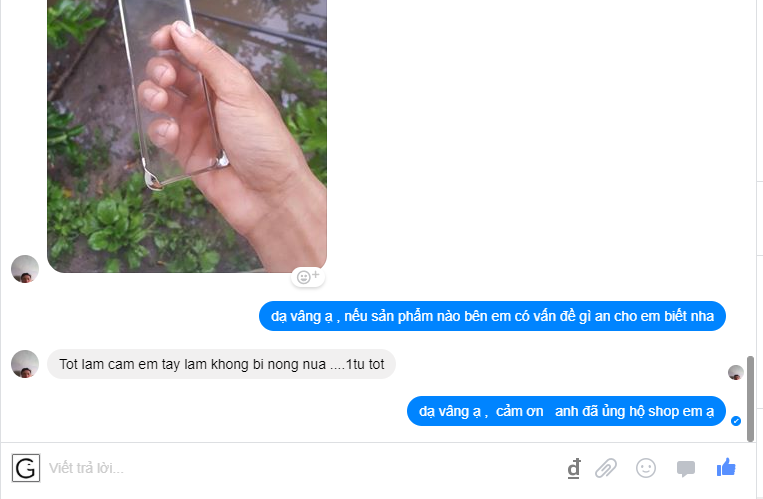 dạ vâng ạ , nếu sản phẩm nào bên em có vấn đề gì an cho em biết nha
Tot lam cam em tay lam khong bi nong nua ....1tu tot
dạ vâng ạ , cảm ơn anh đã ủng hộ shop em ạ
G Viết trả lời... đ